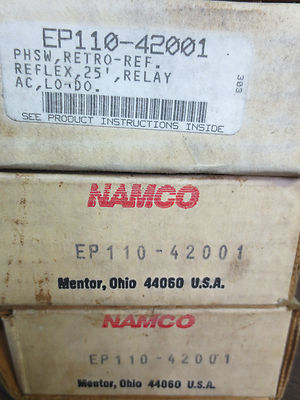 EP110-42001
PHSW,RETRO-REF.
REFLEX,25',RELAY
AC,LO-DO.
303
SEE PRODUCT INSTRUCTIONS INSIDE
NAMCO
EP110-42001
Mentor, Ohio 44060 U.S.A.
NAMCO
EP110-42001
Mentor, Ohio 44060 U.S.A.